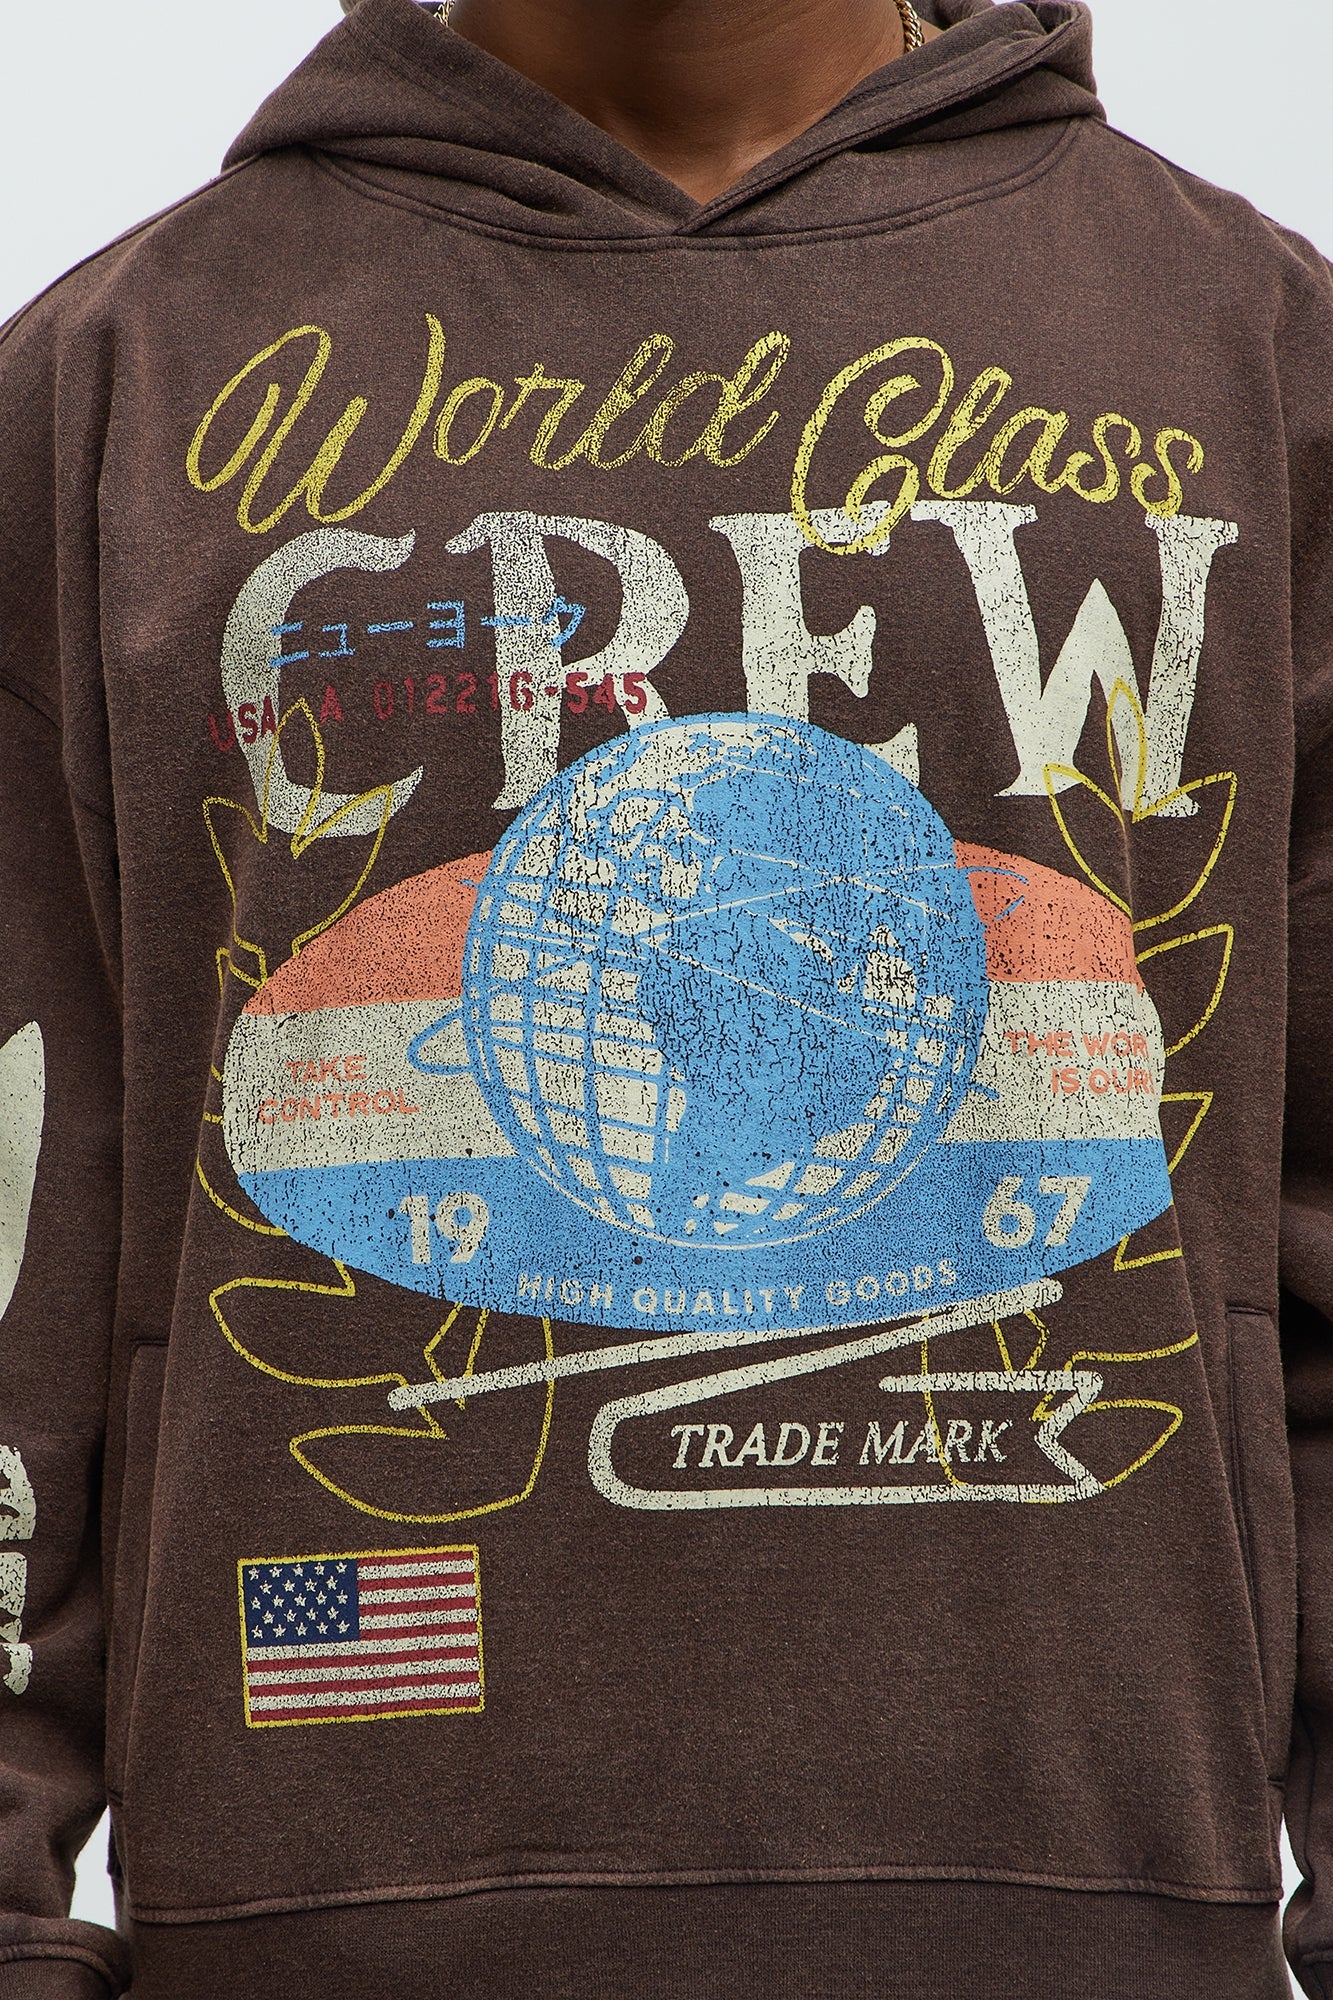 World Class
CREW
ニューヨーク
USA A 012216-545
TAKE
CONTROL
THE WOR
IS OUR
19
67
HIGH QUALITY GOODS
TRADE MARK